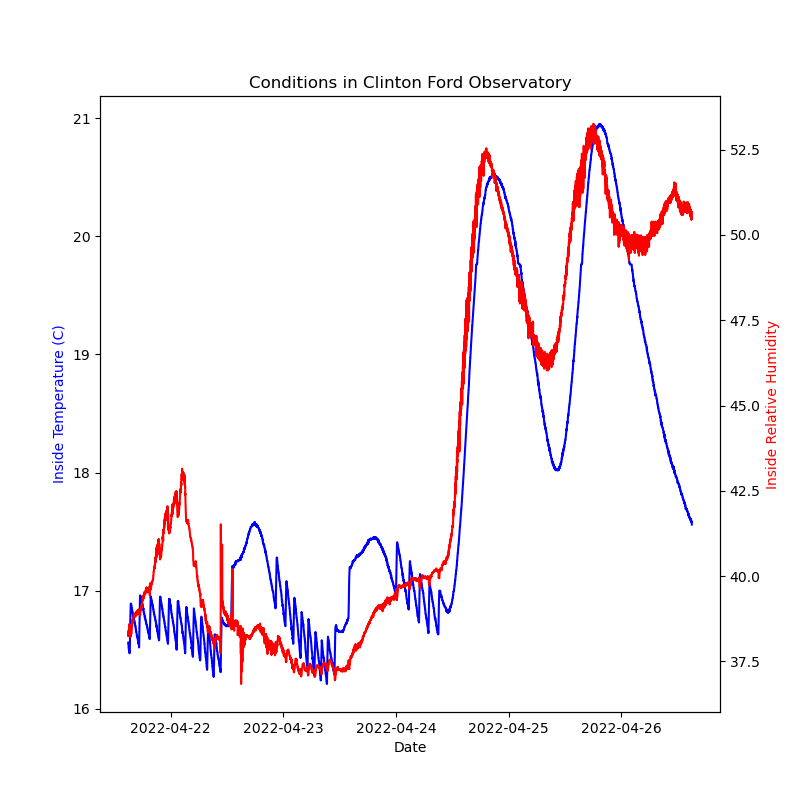 Conditions in Clinton Ford Observatory
21
20
19
18
17
16
Inside Temperature (C)
52.5
50.0
47.5
45.0
42.5
40.0
37.5
Inside Relative Humidity
2022-04-22 2022-04-23 2022-04-24 2022-04-25 2022-04-26
Date